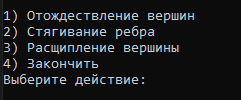 1) Отождествление вершин
2) Стягивание ребра
3) Расщипление вершины
4) Закончить
Выберите действие: